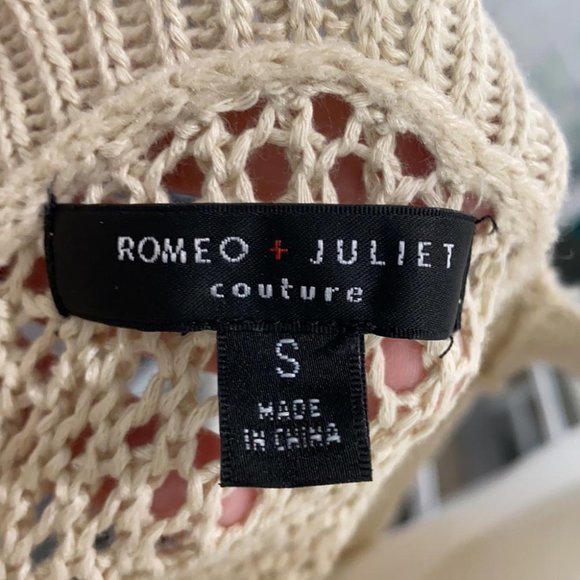 ROMEO + JULIET
couture
S
MADE
IN CHINA